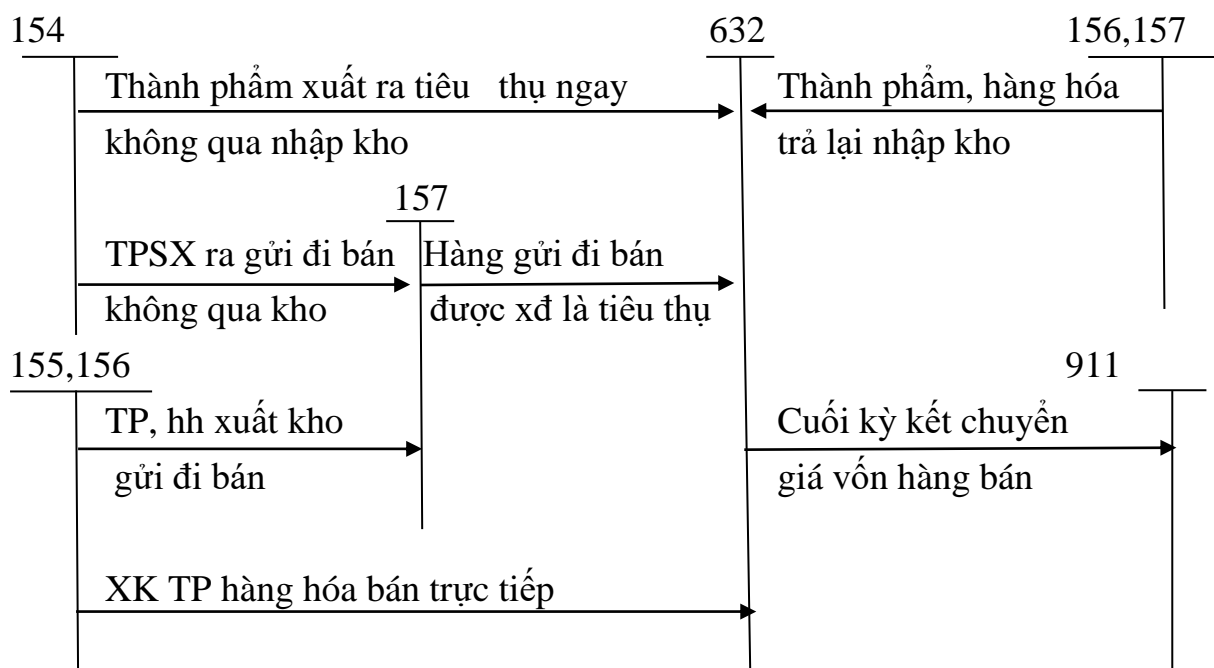 154
632
156,157
Thành phẩm xuất ra tiêu thụ ngay
không qua nhập kho
Thành phẩm, hàng hóa
trả lại nhập kho
157
TPSX ra gửi đi bán
không qua kho
Hàng gửi đi bán
được xđ là tiêu thụ
155,156
911
TP, hh xuất kho
gửi đi bán
Cuối kỳ kết chuyển
giá vốn hàng bán
XK TP hàng hóa bán trực tiếp